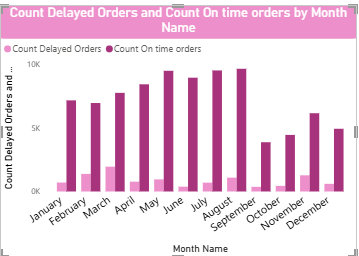 Count Delayed Orders and Count On time orders by Month
Name
Count Delayed Orders Count On time orders
Count Delayed Orders and ...
10K
5K
0K
January
February
March
April
May
June
July
August
September
October
November
December
Month Name